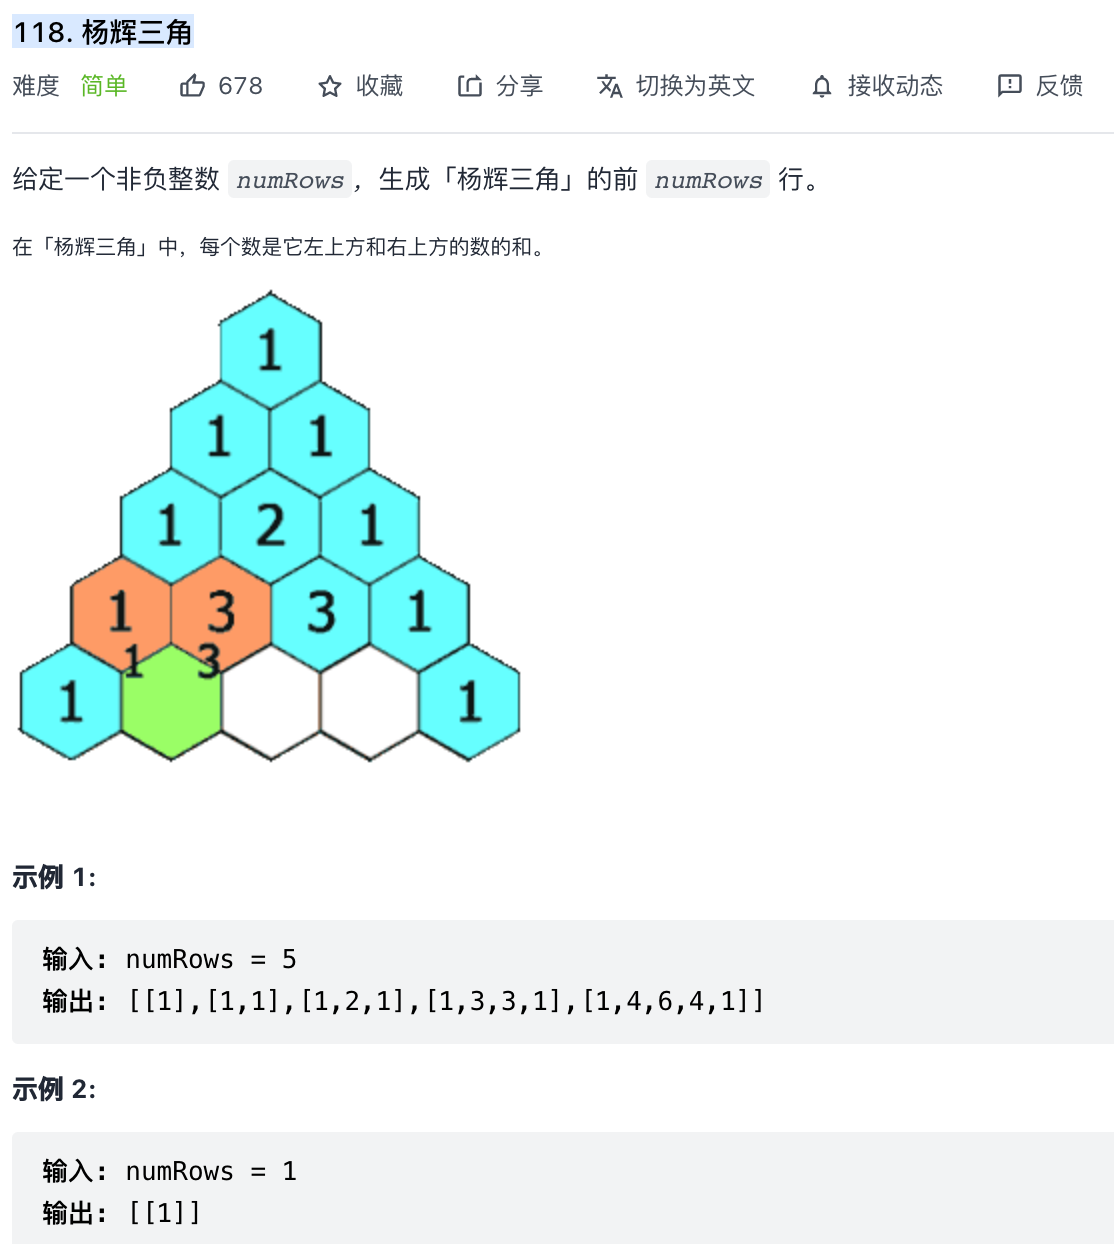 118. 杨辉三角
难度 简单 678 收藏 分享 切换为英文 接收动态 反馈
给定一个非负整数 numRows，生成「杨辉三角」的前 numRows 行。
在「杨辉三角」中，每个数是它左上方和右上方的数的和。
1
1 1
1 2 1
1 3 3 1
1 3
1 1
示例 1:
输入: numRows = 5
输出: [[1],[1,1],[1,2,1],[1,3,3,1],[1,4,6,4,1]]
示例 2:
输入: numRows = 1
输出: [[1]]